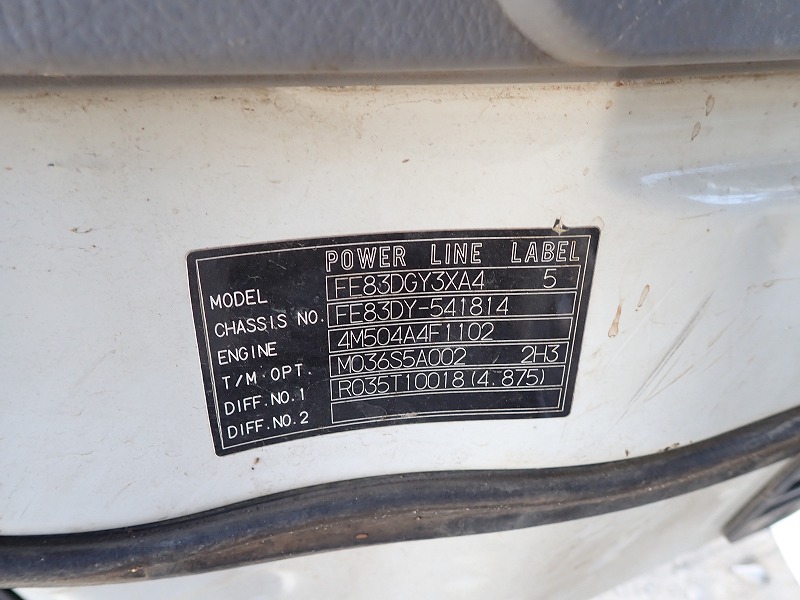 POWER LINE LABEL
MODEL FE83DGY3XA4 5
CHASSIS NO. FE83DY-541814
ENGINE 4M504A4F1102
T/M.OPT. M036S5A002 2H3
DIFF.NO.1 R035T10018(4.875)
DIFF.NO.2